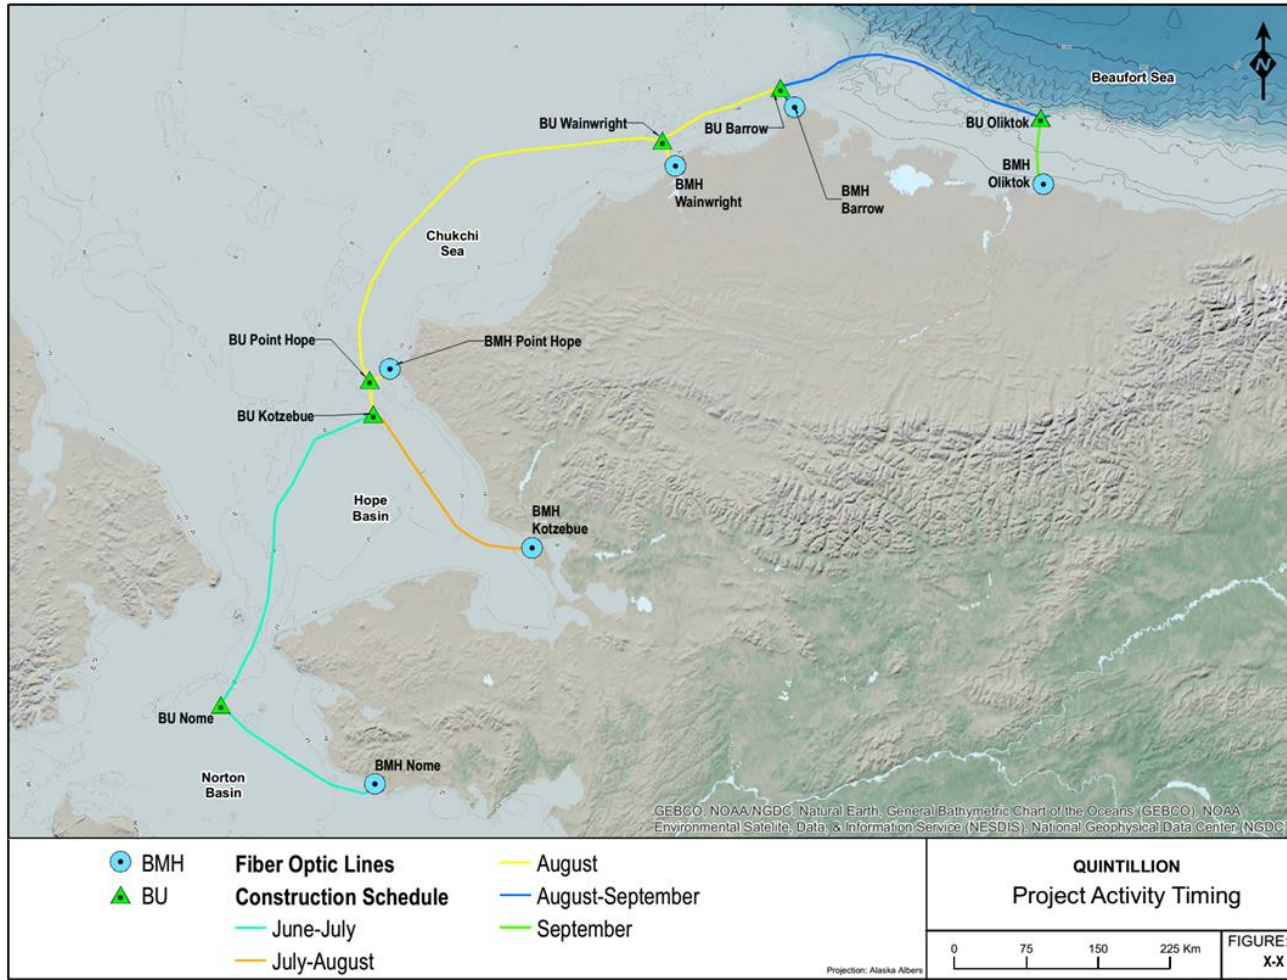 Beaufort Sea
N
BU Wainwright
BU Barrow
BU Oliktok
BMH
Oliktok
BMH
Wainwright
BMH
Barrow
Chukchi
Sea
BU Point Hope
BMH Point Hope
BU Kotzebue
Hope
Basin
BMH
Kotzebue
BU Nome
BMH Nome
Norton
Basin
GEBCO, NOAA/NGDC, Natural Earth, General Bathymetric Chart of the Oceans (GEBCO), NOAA
Environmental Satelite, Data, & Information Service (NESDIS), National Geophysical Data Center (NGDC)
BMH
BU
Fiber Optic Lines
Construction Schedule
June-July
July-August
August
August-September
September
Projection: Alaska Albers
QUINTILLION
Project Activity Timing
0 75 150 225 Km
FIGURE:
X-X